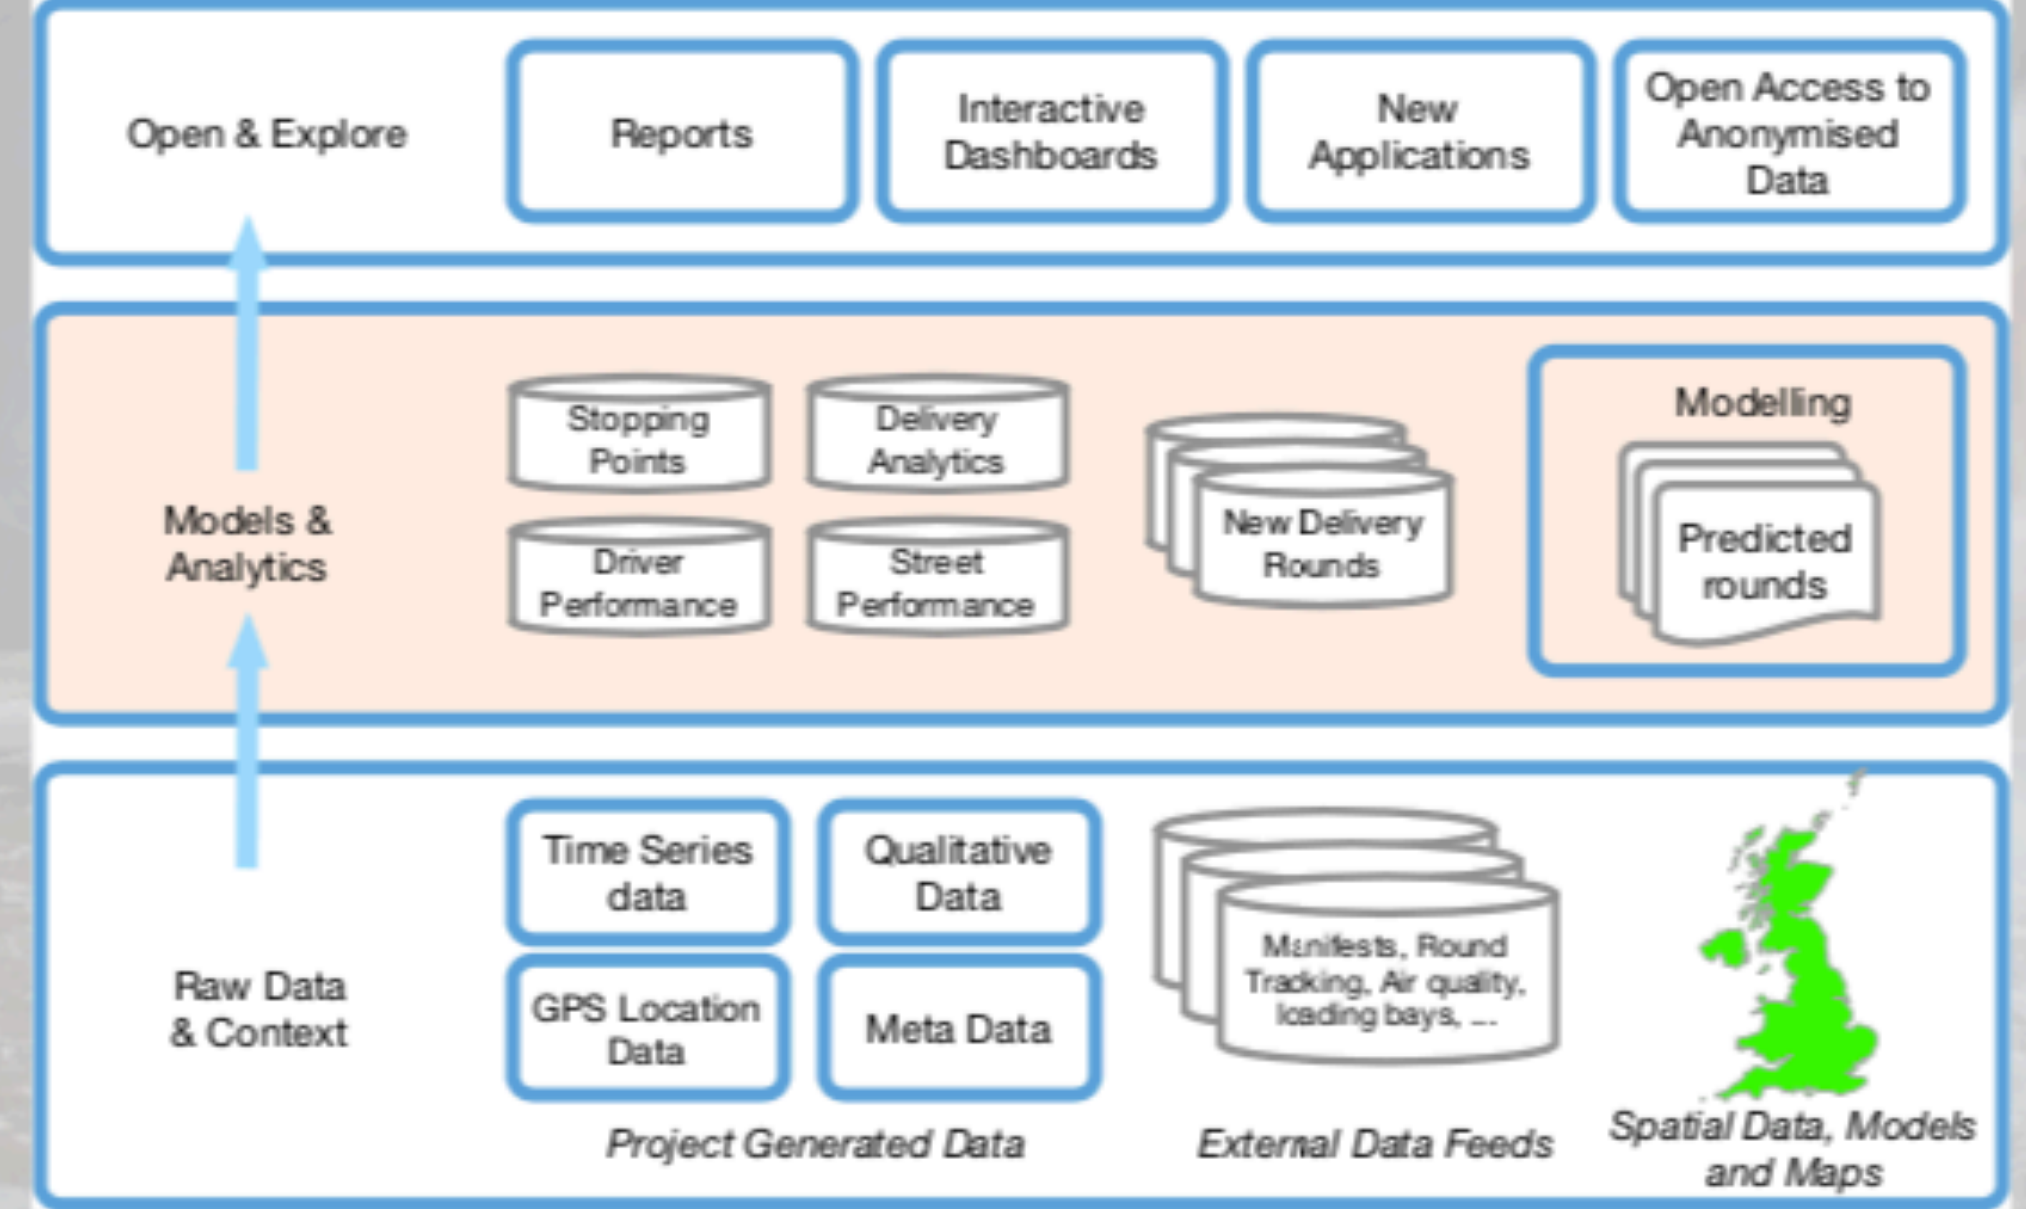 Open & Explore
Reports
Interactive
Dashboards
New
Applications
Open Access to
Anonymised
Data
Models &
Analytics
Stopping
Points
Delivery
Analytics
Driver
Performance
Street
Performance
New Delivery
Rounds
Modelling
Predicted
rounds
Raw Data
& Context
Time Series
data
Qualitative
Data
GPS Location
Data
Meta Data
Project Generated Data
Manifests, Round
Tracking, Air quality,
loading bays, ...
External Data Feeds
Spatial Data, Models
and Maps